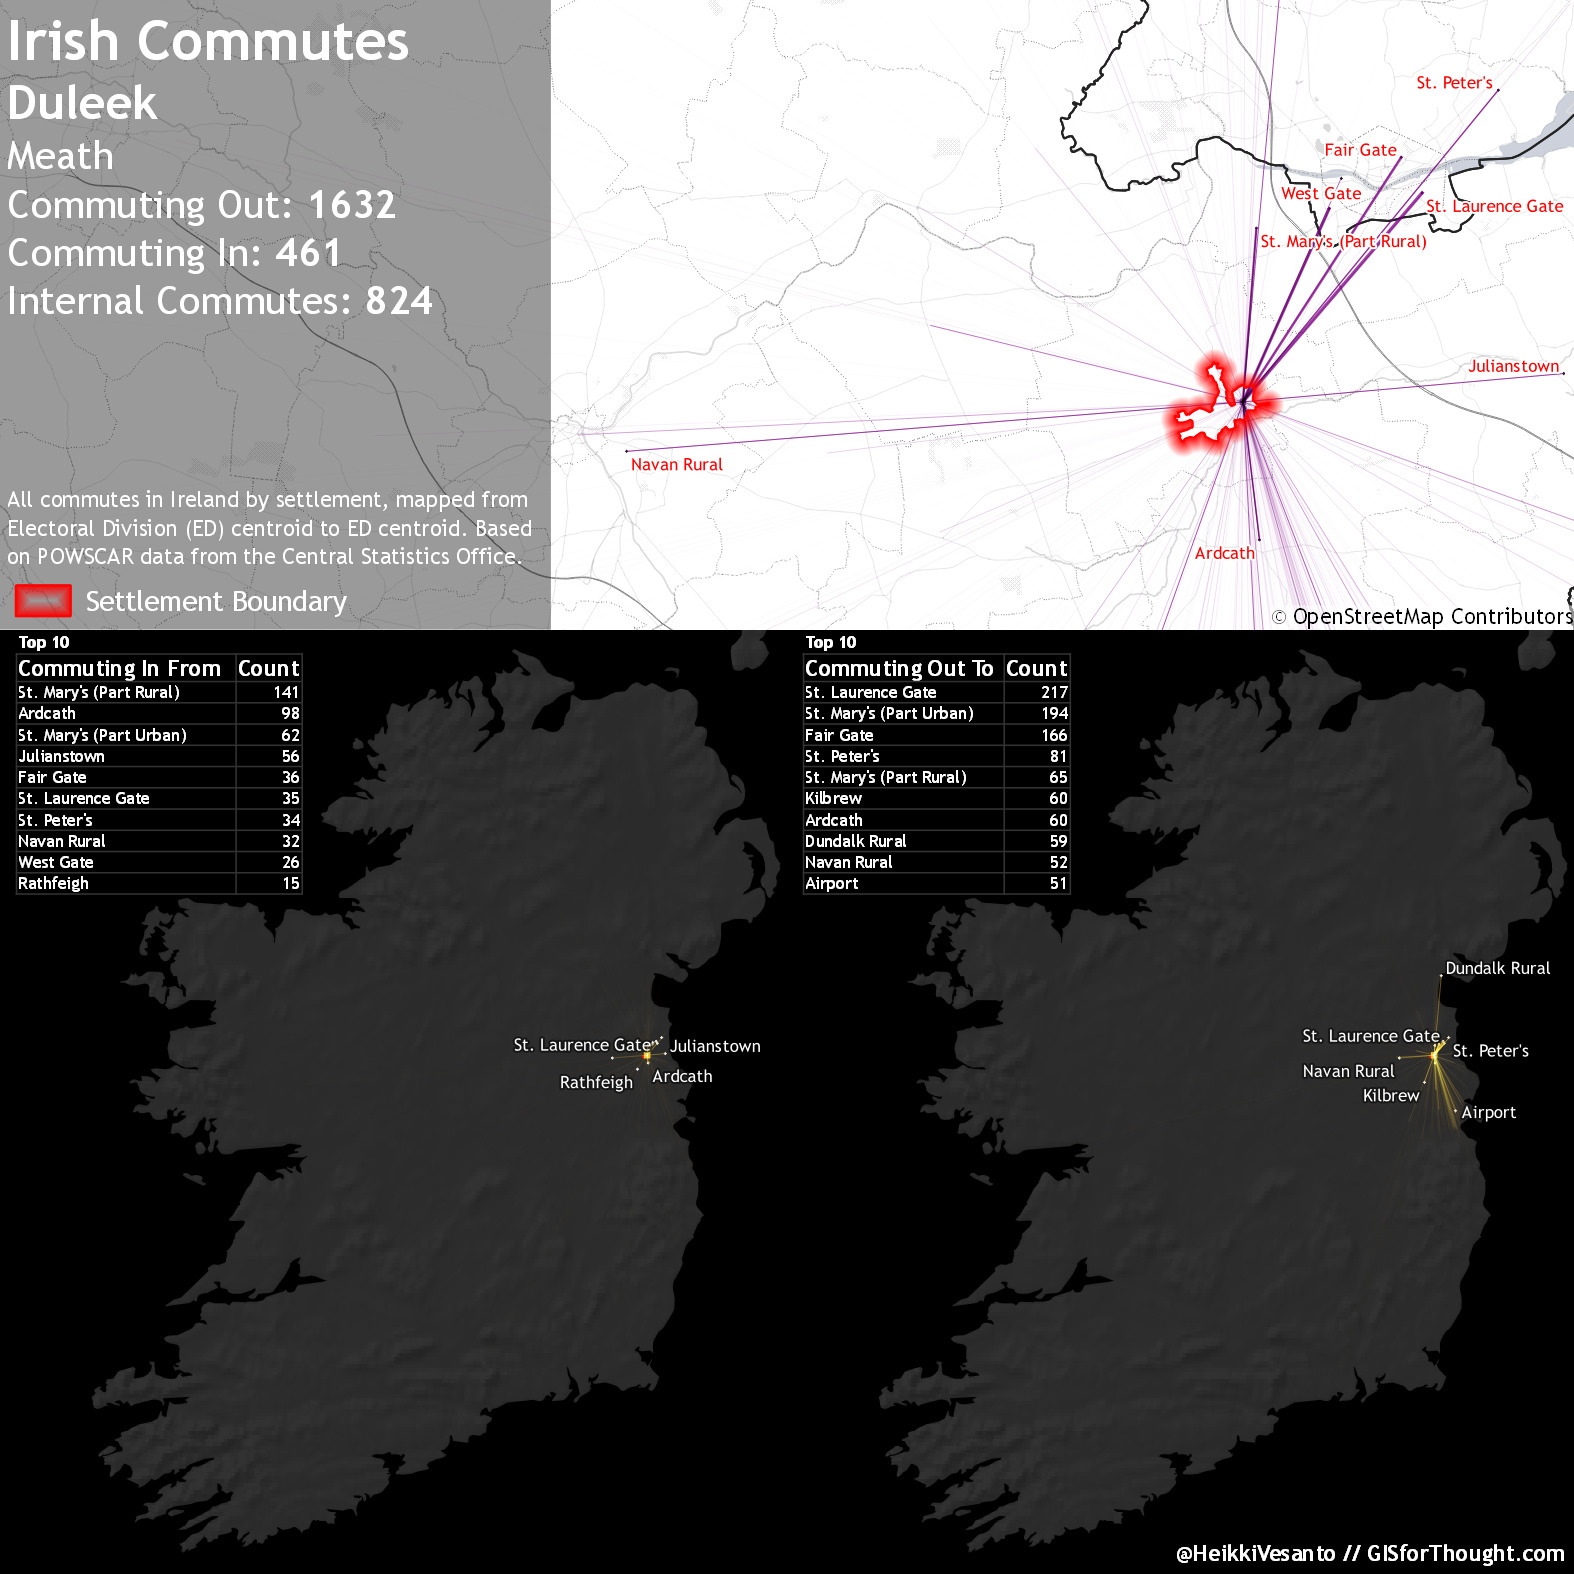 Irish Commutes
Duleek
Meath
Commuting Out: 1632
Commuting In: 461
Internal Commutes: 824
All commutes in Ireland by settlement, mapped from
Electoral Division (ED) centroid to ED centroid. Based
on POWSCAR data from the Central Statistics Office.
Settlement Boundary
St. Peter's
Fair Gate
West Gate
St. Laurence Gate
St. Mary's (Part Rural)
Julianstown
Navan Rural
Ardcath
© OpenStreetMap Contributors
Top 10
Commuting In From Count
St. Mary's (Part Rural) 141
Ardcath 98
St. Mary's (Part Urban) 62
Julianstown 56
Fair Gate 36
St. Laurence Gate 35
St. Peter's 34
Navan Rural 32
West Gate 26
Rathfeigh 15
St. Laurence Gate
Julianstown
Rathfeigh
Ardcath
Top 10
Commuting Out To Count
St. Laurence Gate 217
St. Mary's (Part Urban) 194
Fair Gate 166
St. Peter's 81
St. Mary's (Part Rural) 65
Kilbrew 60
Ardcath 60
Dundalk Rural 59
Navan Rural 52
Airport 51
Dundalk Rural
St. Laurence Gate
St. Peter's
Navan Rural
Kilbrew
Airport
@HeikkiVesanto // GISforThought.com